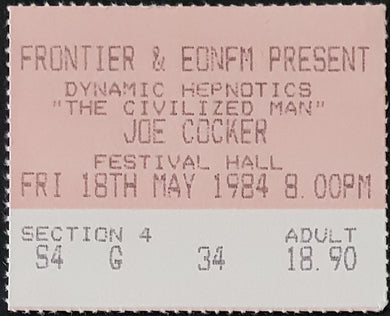 FRONTIER & EONFM PRESENT
DYNAMIC HEPNOTICS
"THE CIVILIZED MAN"
JOE COCKER
FESTIVAL HALL
FRI 18TH MAY 1984 8.00PM
SECTION 4 ADULT
S4 G 34 18.90